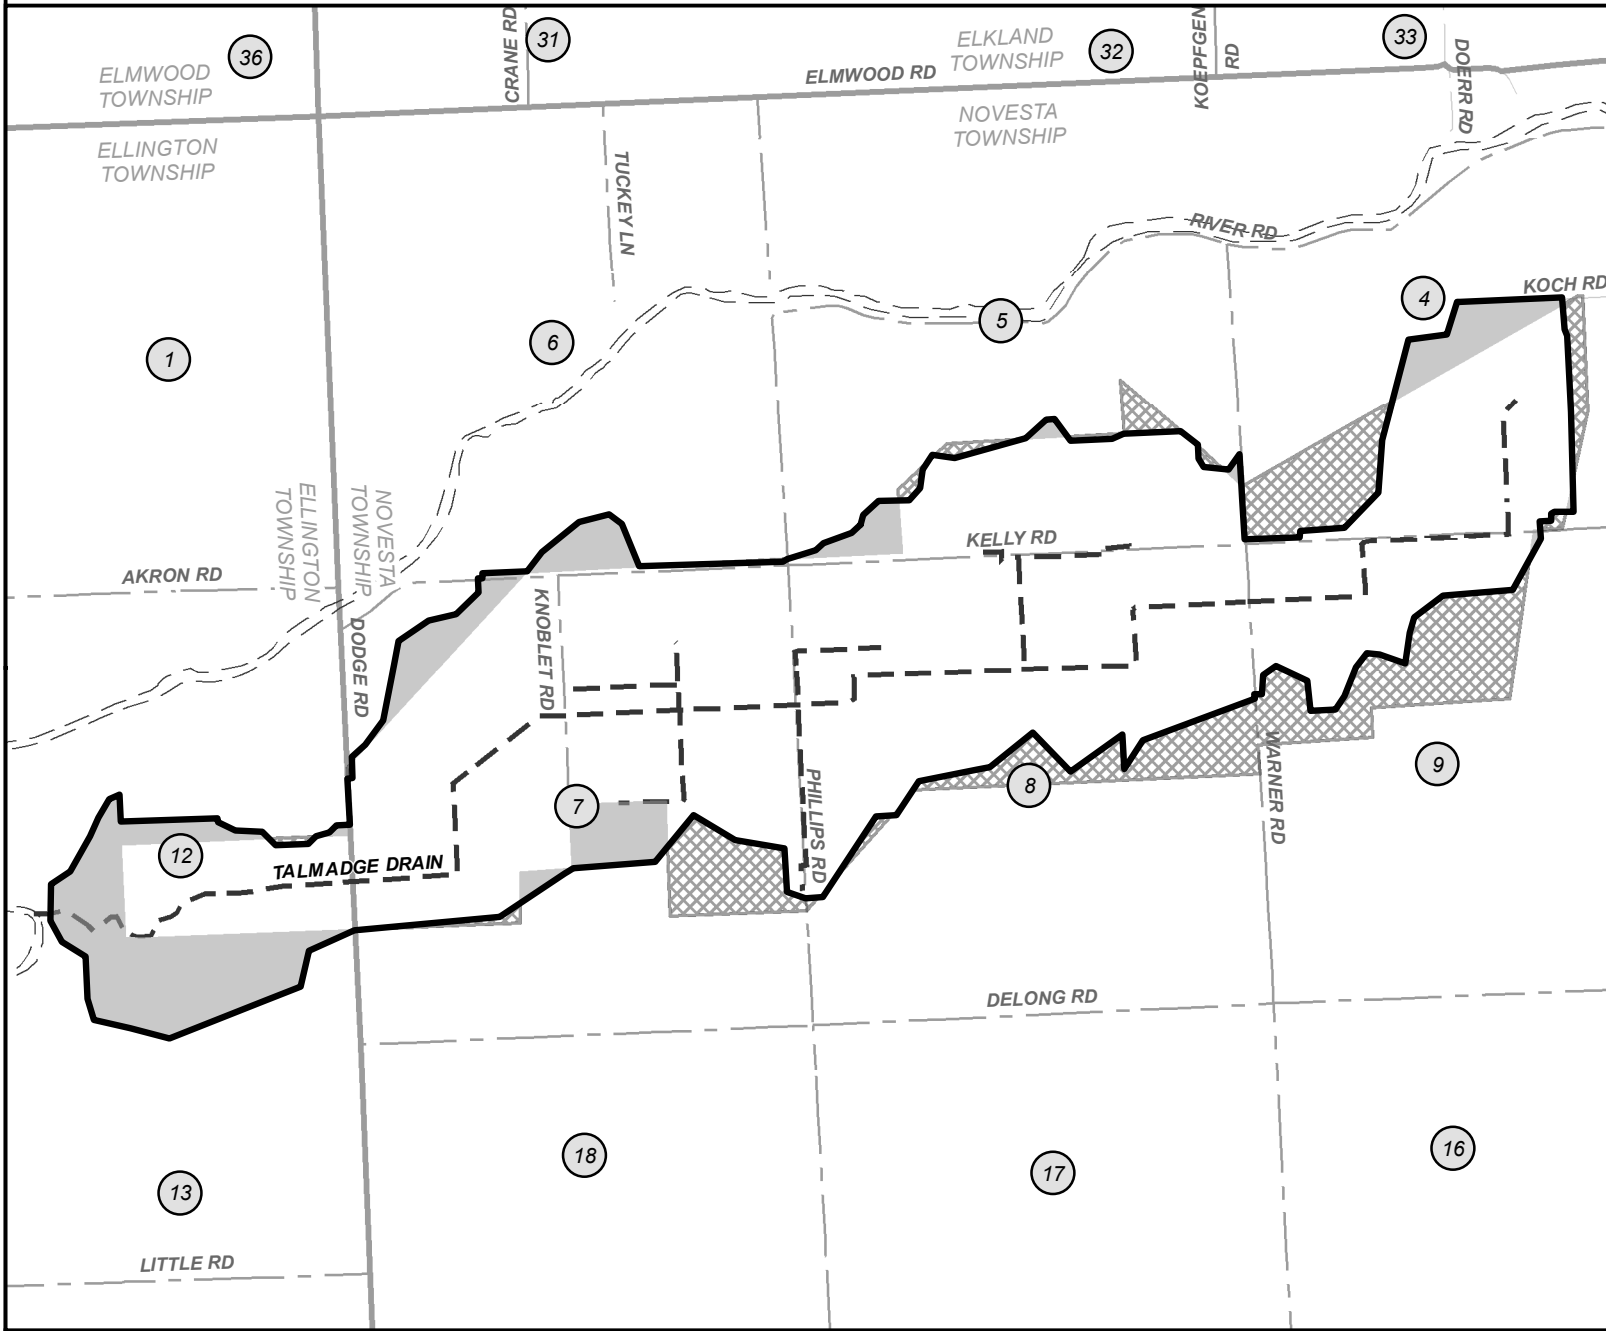 36
CRANE RD
31
ELKLAND
TOWNSHIP
32
KOEPFGEN
RD
33
DOERR RD
ELMWOOD
TOWNSHIP
ELMWOOD RD
NOVESTA
TOWNSHIP
ELLINGTON
TOWNSHIP
TUCKEY LN
RIVER RD
KOCH RD
4
5
6
1
ELLINGTON
TOWNSHIP
NOVESTA
TOWNSHIP
AKRON RD
KELLY RD
KNOBLET RD
DODGE RD
WARNER RD
9
8
7
PHILLIPS RD
12
TALMADGE DRAIN
DELONG RD
18
17
16
13
LITTLE RD